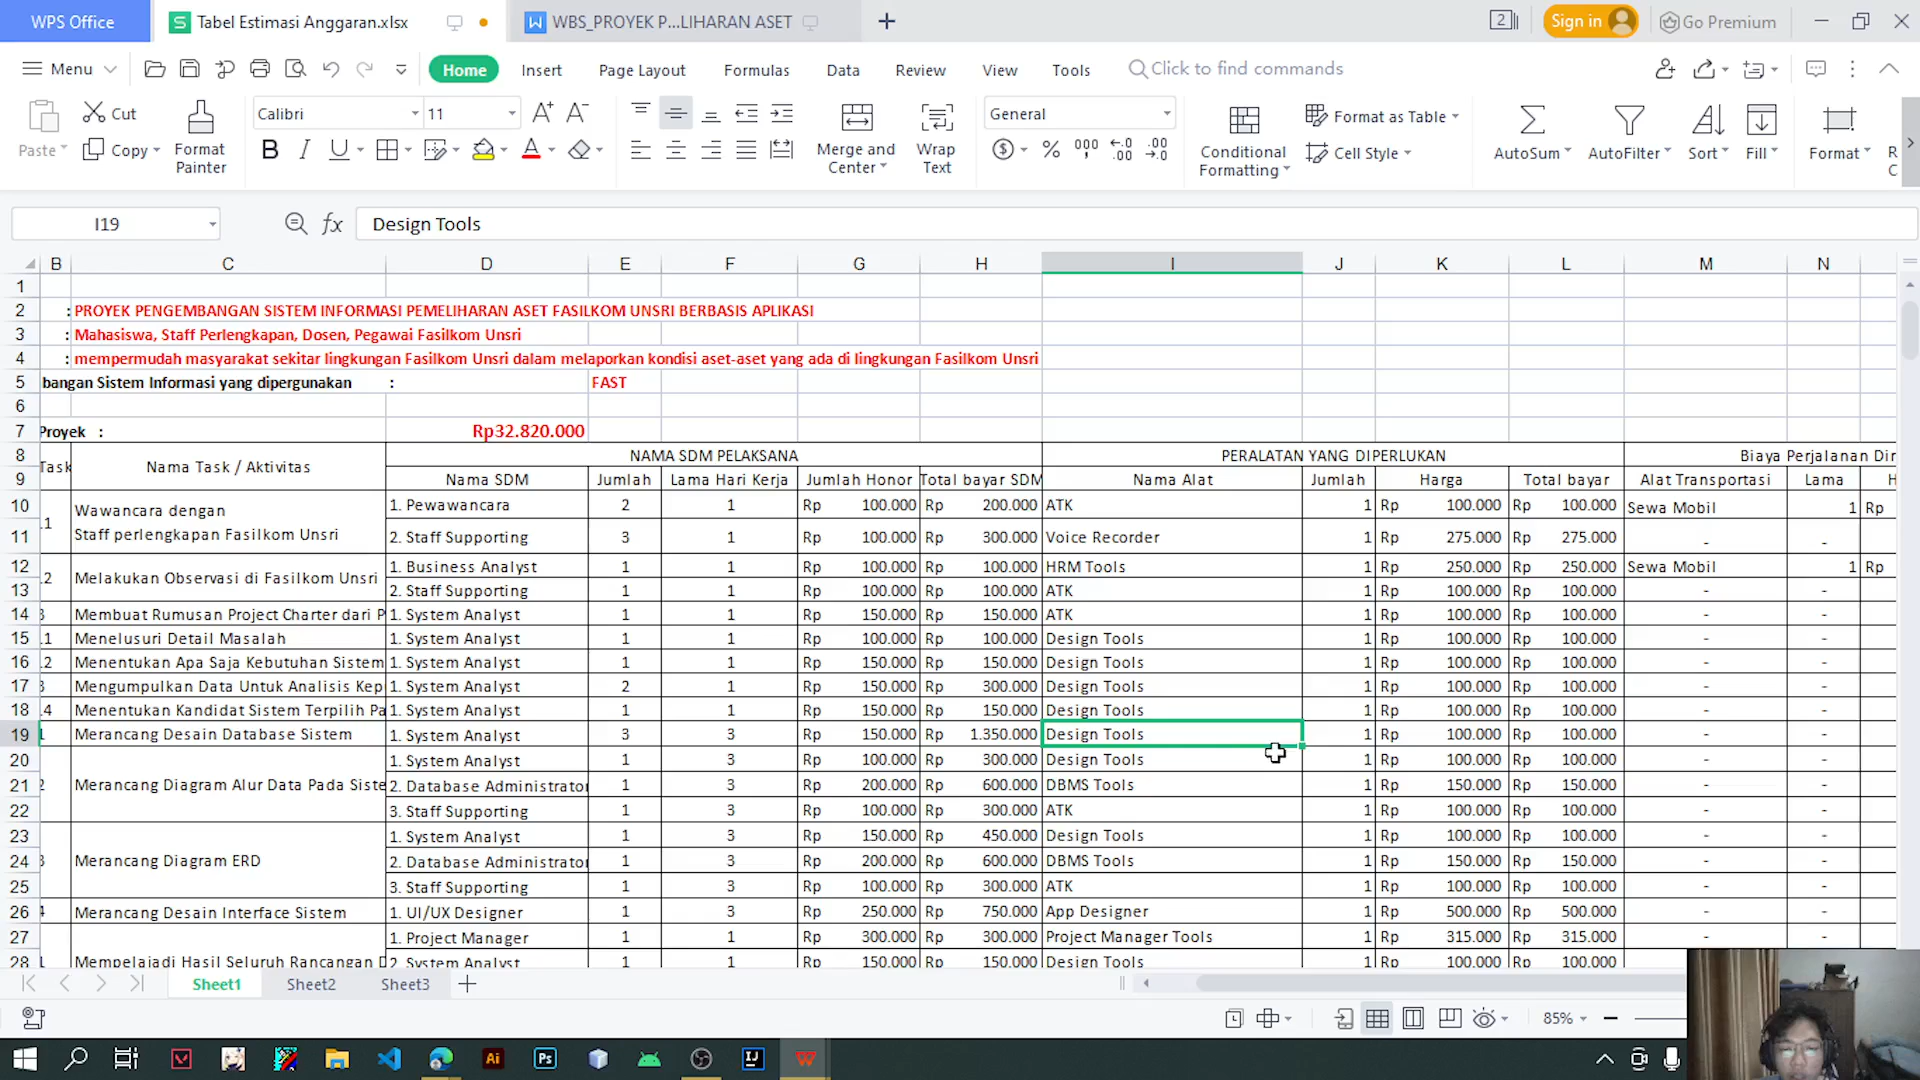 WPS Office Tabel Estimasi Anggaran.xlsx WBS_PROYEK P...LIHARAN ASET 2 Sign in Go Premium
Menu Home Insert Page Layout Formulas Data Review View Tools Click to find commands
Cut Calibri 11 General Format as Table
Paste Copy Format Painter Merge and Center Wrap Text Conditional Formatting Cell Style AutoSum AutoFilter Sort Fill Format
I19 fx Design Tools
B C D E F G H I J K L M N
1
2 : PROYEK PENGEMBANGAN SISTEM INFORMASI PEMELIHARAN ASET FASILKOM UNSRI BERBASIS APLIKASI
3 : Mahasiswa, Staff Perlengkapan, Dosen, Pegawai Fasilkom Unsri
4 : mempermudah masyarakat sekitar lingkungan Fasilkom Unsri dalam melaporkan kondisi aset-aset yang ada di lingkungan Fasilkom Unsri
5 bangan Sistem Informasi yang dipergunakan : FAST
6
7 Proyek : Rp32.820.000
8 Task Nama Task / Aktivitas NAMA SDM PELAKSANA PERALATAN YANG DIPERLUKAN Biaya Perjalanan Din
9 Nama SDM Jumlah Lama Hari Kerja Jumlah Honor Total bayar SDM Nama Alat Jumlah Harga Total bayar Alat Transportasi Lama H
10 .1 Wawancara dengan 1. Pewawancara 2 1 Rp 100.000 Rp 200.000 ATK 1 Rp 100.000 Rp 100.000 Sewa Mobil 1 Rp
11 Staff perlengkapan Fasilkom Unsri 2. Staff Supporting 3 1 Rp 100.000 Rp 300.000 Voice Recorder 1 Rp 275.000 Rp 275.000 - -
12 .2 Melakukan Observasi di Fasilkom Unsri 1. Business Analyst 1 1 Rp 100.000 Rp 100.000 HRM Tools 1 Rp 250.000 Rp 250.000 Sewa Mobil 1 Rp
13 2. Staff Supporting 1 1 Rp 100.000 Rp 100.000 ATK 1 Rp 100.000 Rp 100.000 - -
14 3 Membuat Rumusan Project Charter dari P 1. System Analyst 1 1 Rp 150.000 Rp 150.000 ATK 1 Rp 100.000 Rp 100.000 - -
15 .1 Menelusuri Detail Masalah 1. System Analyst 1 1 Rp 100.000 Rp 100.000 Design Tools 1 Rp 100.000 Rp 100.000 - -
16 .2 Menentukan Apa Saja Kebutuhan Sistem 1. System Analyst 1 1 Rp 150.000 Rp 150.000 Design Tools 1 Rp 100.000 Rp 100.000 - -
17 3 Mengumpulkan Data Untuk Analisis Kep 1. System Analyst 2 1 Rp 150.000 Rp 300.000 Design Tools 1 Rp 100.000 Rp 100.000 - -
18 .4 Menentukan Kandidat Sistem Terpilih Pa 1. System Analyst 1 1 Rp 150.000 Rp 150.000 Design Tools 1 Rp 100.000 Rp 100.000 - -
19 1 Merancang Desain Database Sistem 1. System Analyst 3 3 Rp 150.000 Rp 1.350.000 Design Tools 1 Rp 100.000 Rp 100.000 - -
20 1. System Analyst 1 3 Rp 100.000 Rp 300.000 Design Tools 1 Rp 100.000 Rp 100.000 - -
21 2 Merancang Diagram Alur Data Pada Siste 2. Database Administrator 1 3 Rp 200.000 Rp 600.000 DBMS Tools 1 Rp 150.000 Rp 150.000 - -
22 3. Staff Supporting 1 3 Rp 100.000 Rp 300.000 ATK 1 Rp 100.000 Rp 100.000 - -
23 1. System Analyst 1 3 Rp 150.000 Rp 450.000 Design Tools 1 Rp 100.000 Rp 100.000 - -
24 3 Merancang Diagram ERD 2. Database Administrator 1 3 Rp 200.000 Rp 600.000 DBMS Tools 1 Rp 150.000 Rp 150.000 - -
25 3. Staff Supporting 1 3 Rp 100.000 Rp 300.000 ATK 1 Rp 100.000 Rp 100.000 - -
26 4 Merancang Desain Interface Sistem 1. UI/UX Designer 1 3 Rp 250.000 Rp 750.000 App Designer 1 Rp 500.000 Rp 500.000 - -
27 1. Project Manager 1 1 Rp 300.000 Rp 300.000 Project Manager Tools 1 Rp 315.000 Rp 315.000 - -
28 1 Mempelajadi Hasil Seluruh Rancangan D 2. System Analyst 1 1 Rp 150.000 Rp 150.000 Design Tools 1 Rp 100.000 Rp 100.000
Sheet1 Sheet2 Sheet3
85%